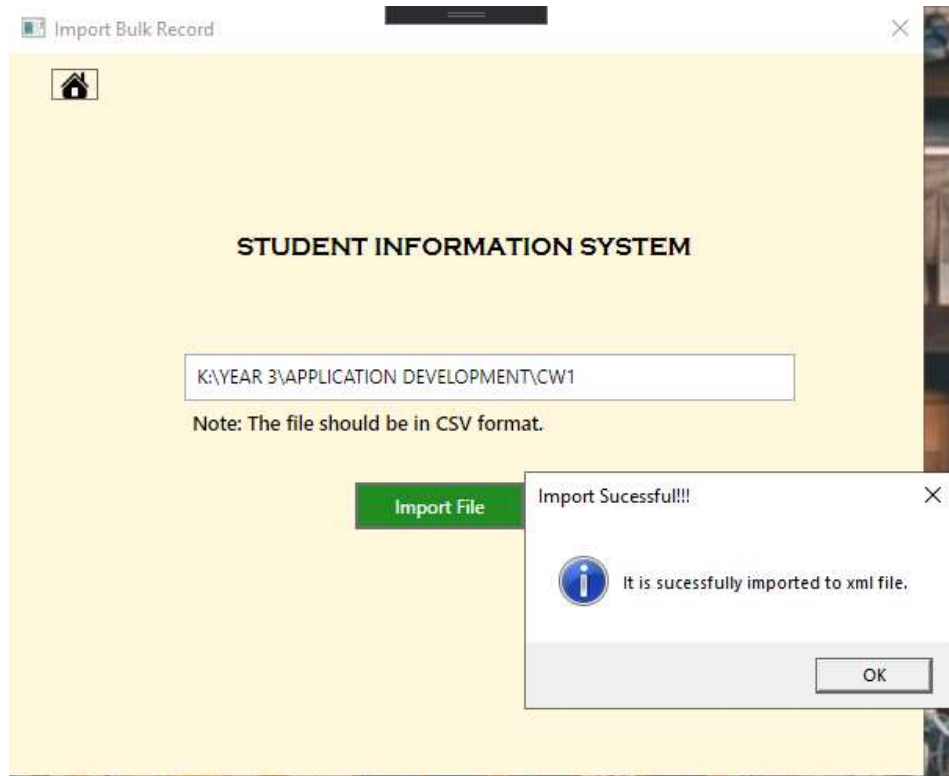 Import Bulk Record
STUDENT INFORMATION SYSTEM
K:\YEAR 3\APPLICATION DEVELOPMENT\CW1
Note: The file should be in CSV format.
Import File
Import Sucessful!!!
It is sucessfully imported to xml file.
OK